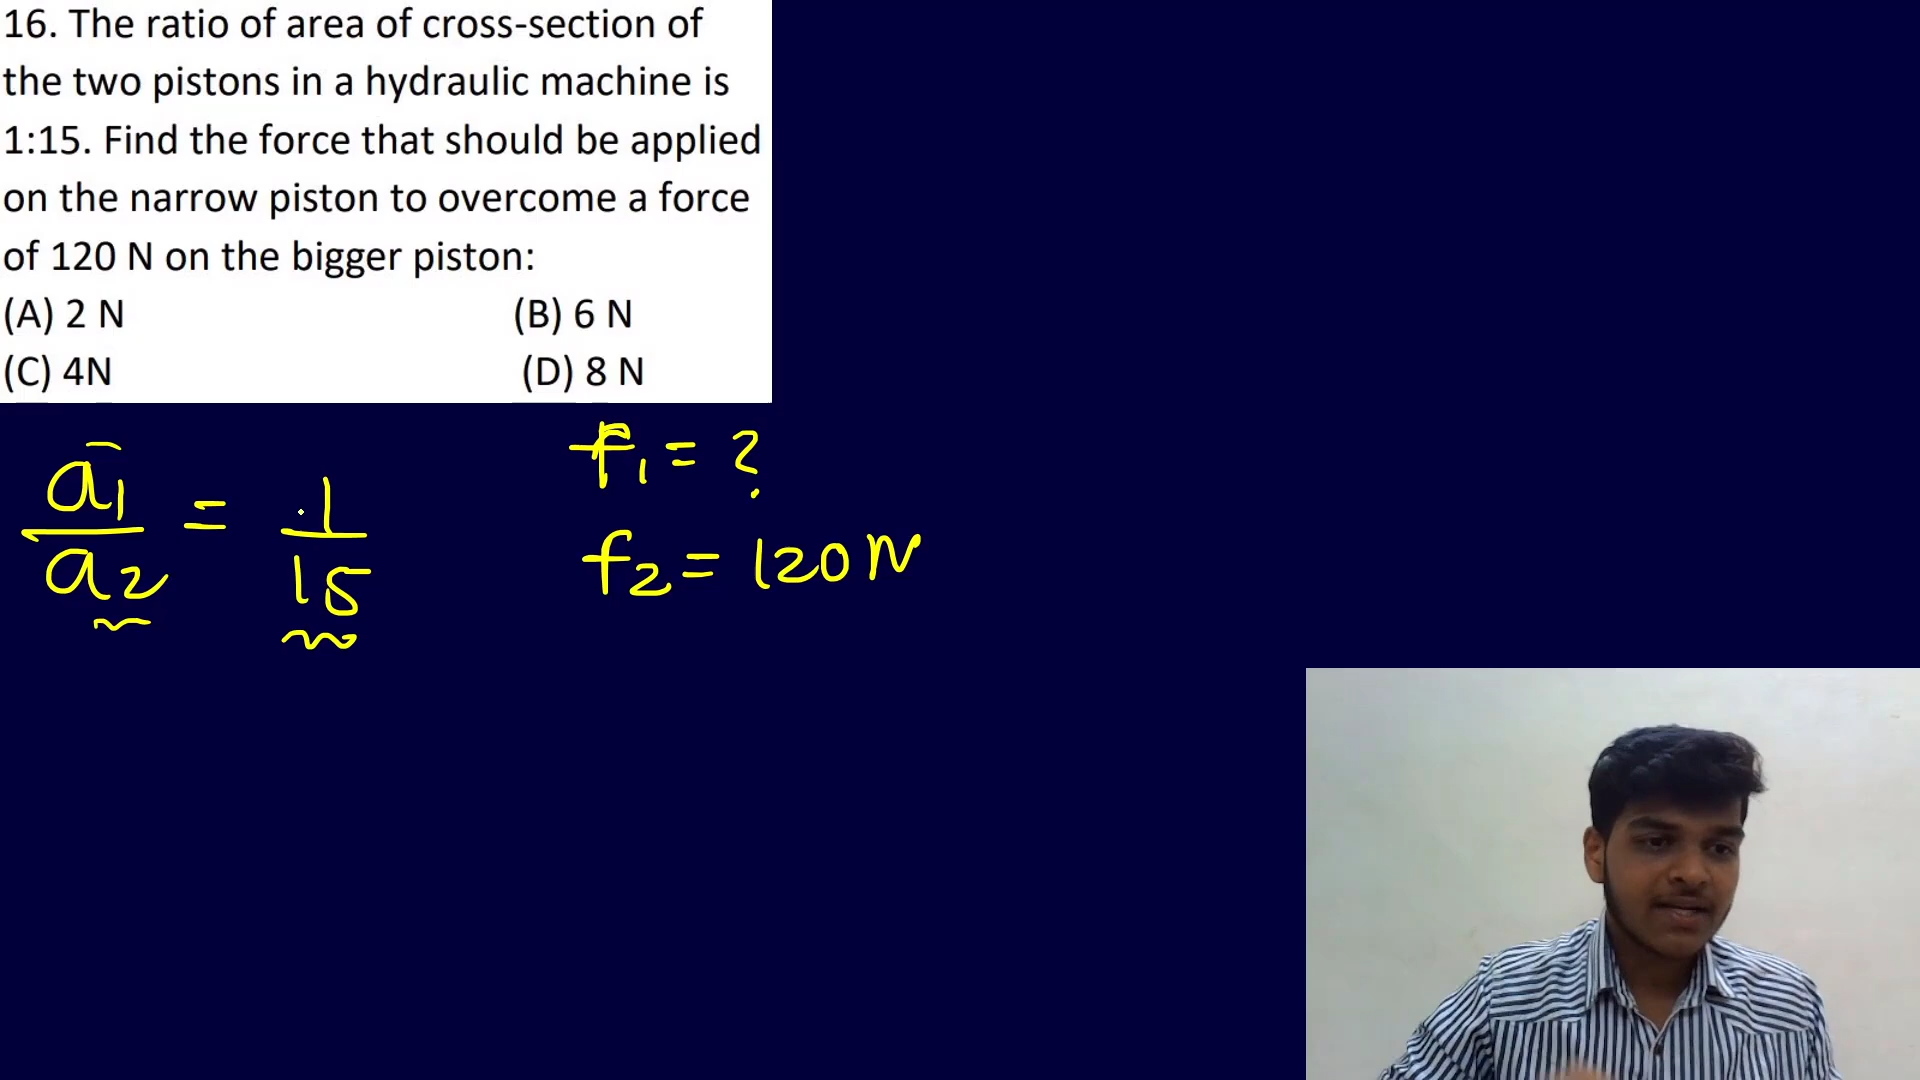 16. The ratio of area of cross-section of
the two pistons in a hydraulic machine is
1:15. Find the force that should be applied
on the narrow piston to overcome a force
of 120 N on the bigger piston:
(A) 2 N (B) 6 N
(C) 4N (D) 8 N
a1/a2 = 1/15
f1 = ?
f2 = 120 N